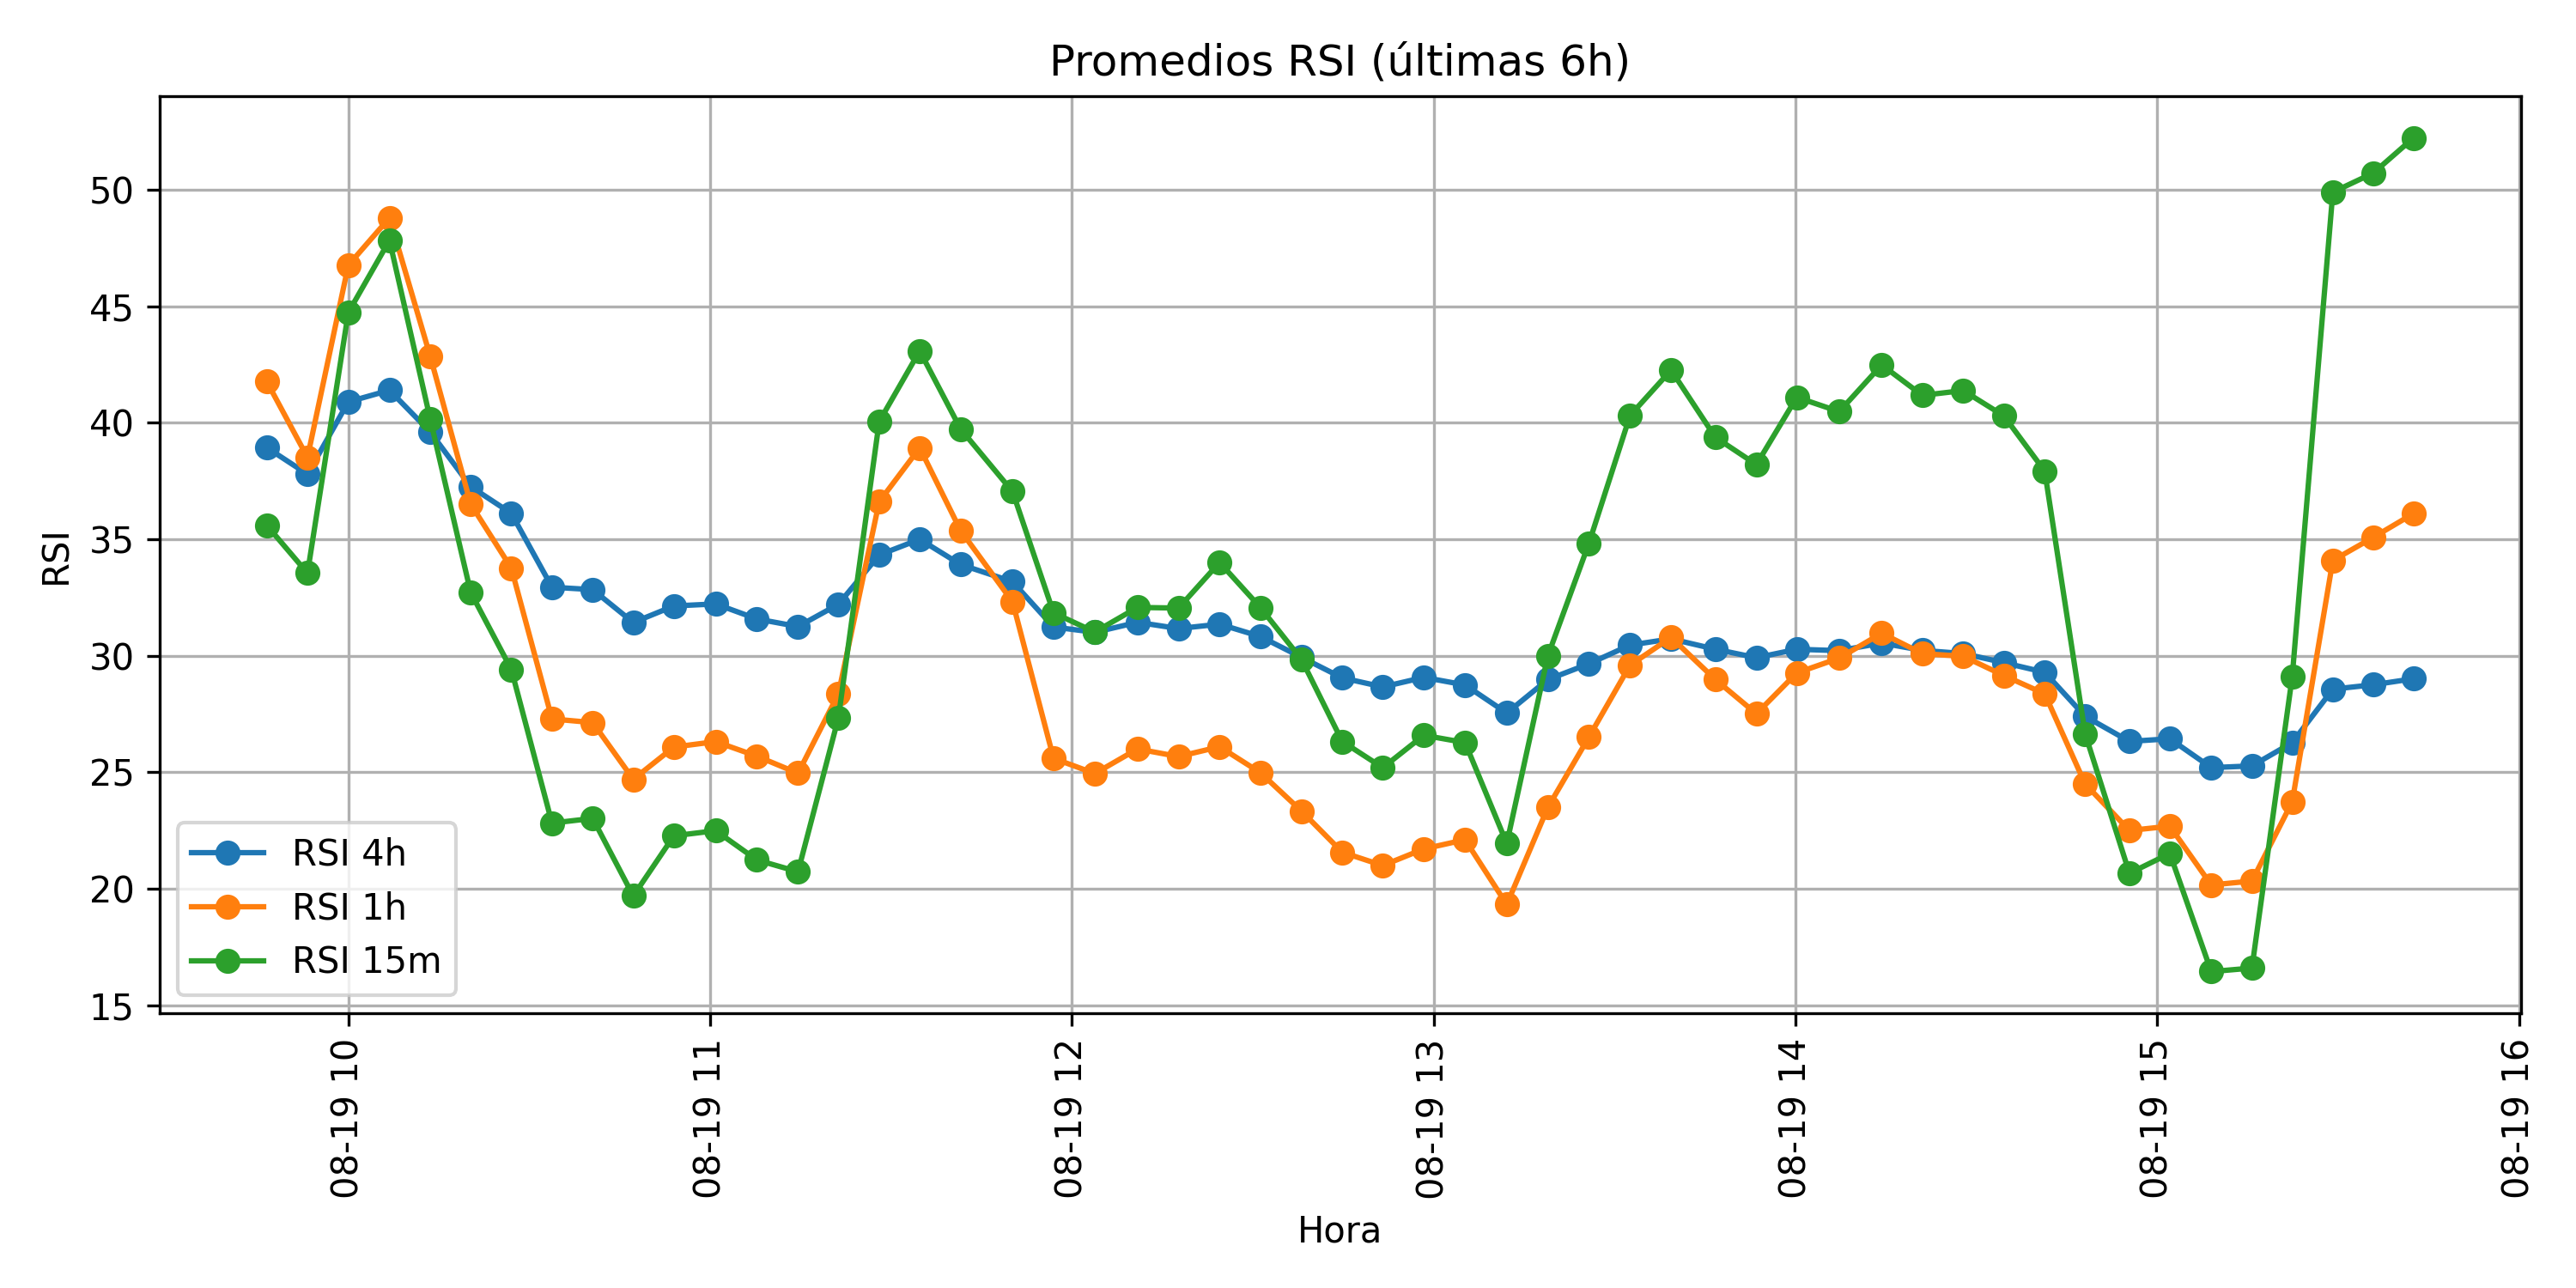 Promedios RSI (últimas 6h)
RSI
50
45
40
35
30
25
20
15
RSI 4h
RSI 1h
RSI 15m
08-19 10
08-19 11
08-19 12
08-19 13
08-19 14
08-19 15
08-19 16
Hora